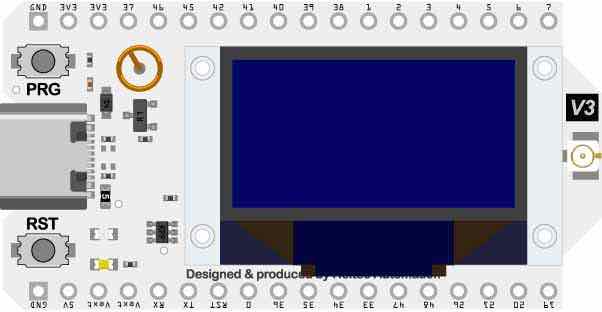 GND 3V3 3V3 37 46 45 42 41 40 39 38 1 2 3 4 5 6 7
PRG
V3
RST
Designed & produced by Heltec Automation
GND 5V Ve*t Ve*t RX TX RST 0 36 35 34 33 47 48 26 21 20 19